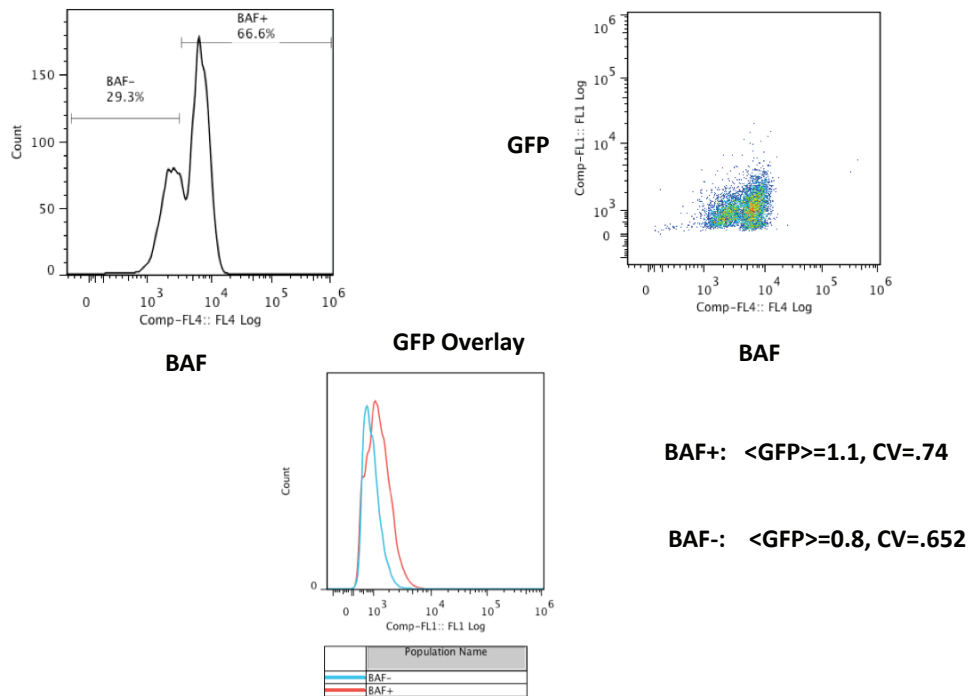 BAF+
66.6%
BAF-
29.3%
150
100
50
0
Count
0 10^3 10^4 10^5 10^6
Comp-FL4:: FL4 Log
BAF
GFP
10^6
10^5
10^4
10^3
0
Comp-FL1:: FL1 Log
0 10^3 10^4 10^5 10^6
Comp-FL4:: FL4 Log
BAF
GFP Overlay
Count
0
0 10^3 10^4 10^5 10^6
Comp-FL1:: FL1 Log
Population Name
BAF-
BAF+
BAF+: <GFP>=1.1, CV=.74
BAF-: <GFP>=0.8, CV=.652